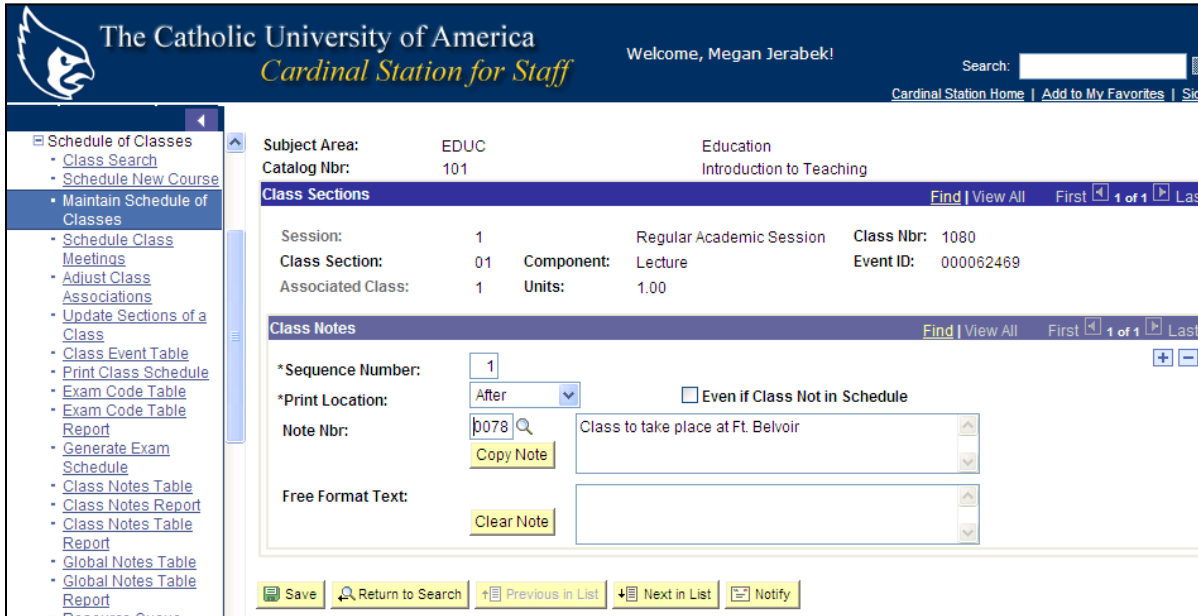 The Catholic University of America
Cardinal Station for Staff
Welcome, Megan Jerabek!
Search:
Cardinal Station Home | Add to My Favorites |
Schedule of Classes
Class Search
Schedule New Course
Maintain Schedule of
Classes
Schedule Class
Meetings
Adjust Class
Associations
Update Sections of a
Class
Class Event Table
Print Class Schedule
Exam Code Table
Exam Code Table
Report
Generate Exam
Schedule
Class Notes Table
Class Notes Report
Class Notes Table
Report
Global Notes Table
Global Notes Table
Report
Subject Area: EDUC Education
Catalog Nbr: 101 Introduction to Teaching
Class Sections Find | View All First 1 of 1
Session: 1 Regular Academic Session Class Nbr: 1080
Class Section: 01 Component: Lecture Event ID: 000062469
Associated Class: 1 Units: 1.00
Class Notes Find | View All First 1 of 1 Last
*Sequence Number: 1
*Print Location: After Even if Class Not in Schedule
Note Nbr: 0078 Class to take place at Ft. Belvoir
Copy Note
Free Format Text:
Clear Note
Save Return to Search Previous in List Next in List Notify